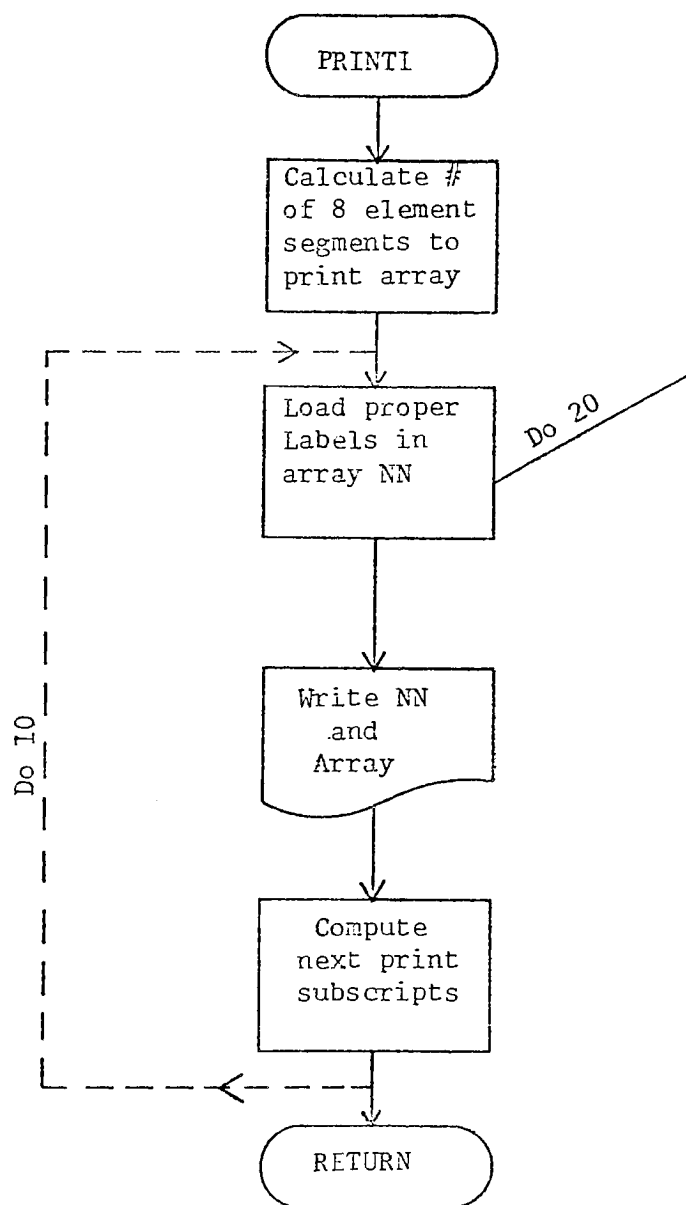 PRINT1
Calculate #
of 8 element
segments to
print array
Load proper
Labels in
array NN
Do 20
Write NN
and
Array
Do 10
Compute
next print
subscripts
RETURN